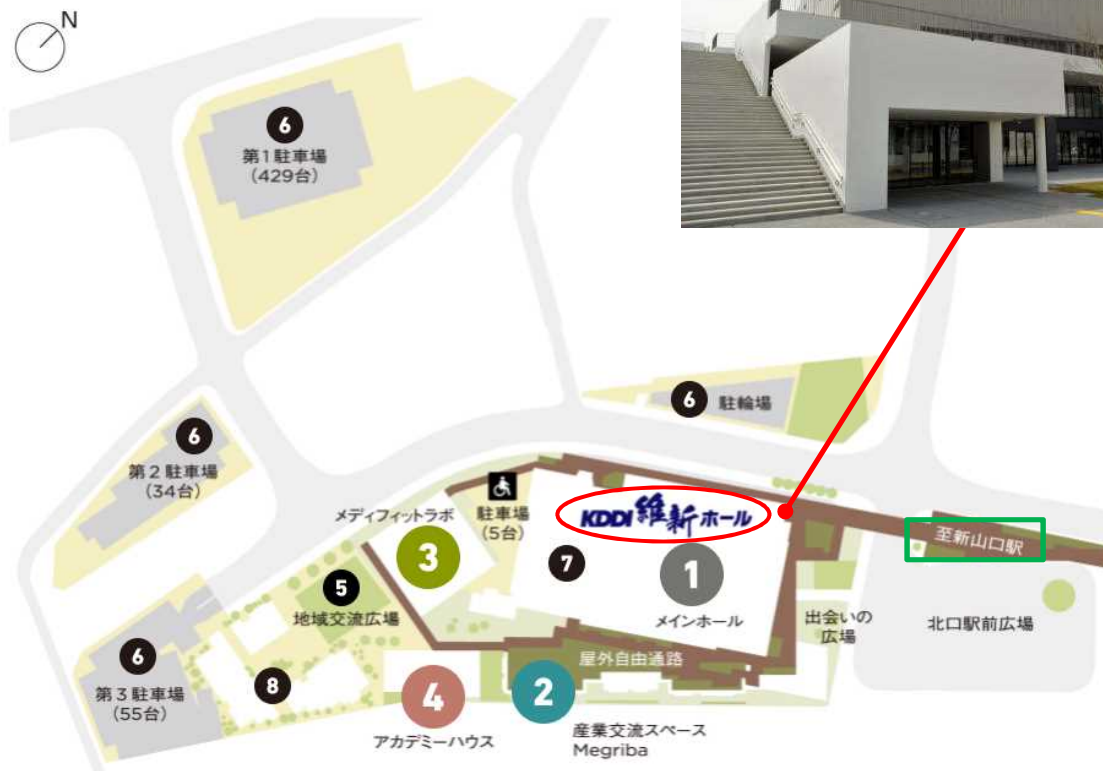 N
6
第1駐車場
(429台)
6
駐輪場
6
第2駐車場
(34台)
メディフィットラボ
3
駐車場
(5台)
KDDI 維新ホール
7
1
メインホール
至新山口駅
5
地域交流広場
出会いの
広場
北口駅前広場
6
第3駐車場
(55台)
8
屋外自由通路
4
アカデミーハウス
2
産業交流スペース
Megriba